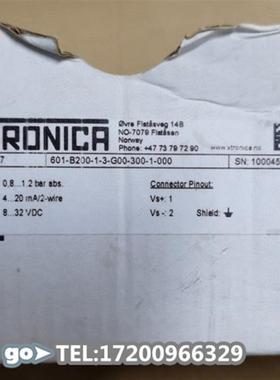 TRONICA
Øvre Flatåsveg 14B
NO-7079 Flatåsen
Norway
Phone: +47 73 79 72 90
www.xtronica.no
7
601-B200-1-3-G00-300-1-000
SN: 100045
0,8...1,2 bar abs.
Connector Pinout:
4...20 mA/2-wire
Vs+: 1
8...32 VDC
Vs -: 2
Shield:
go> TEL:17200966329